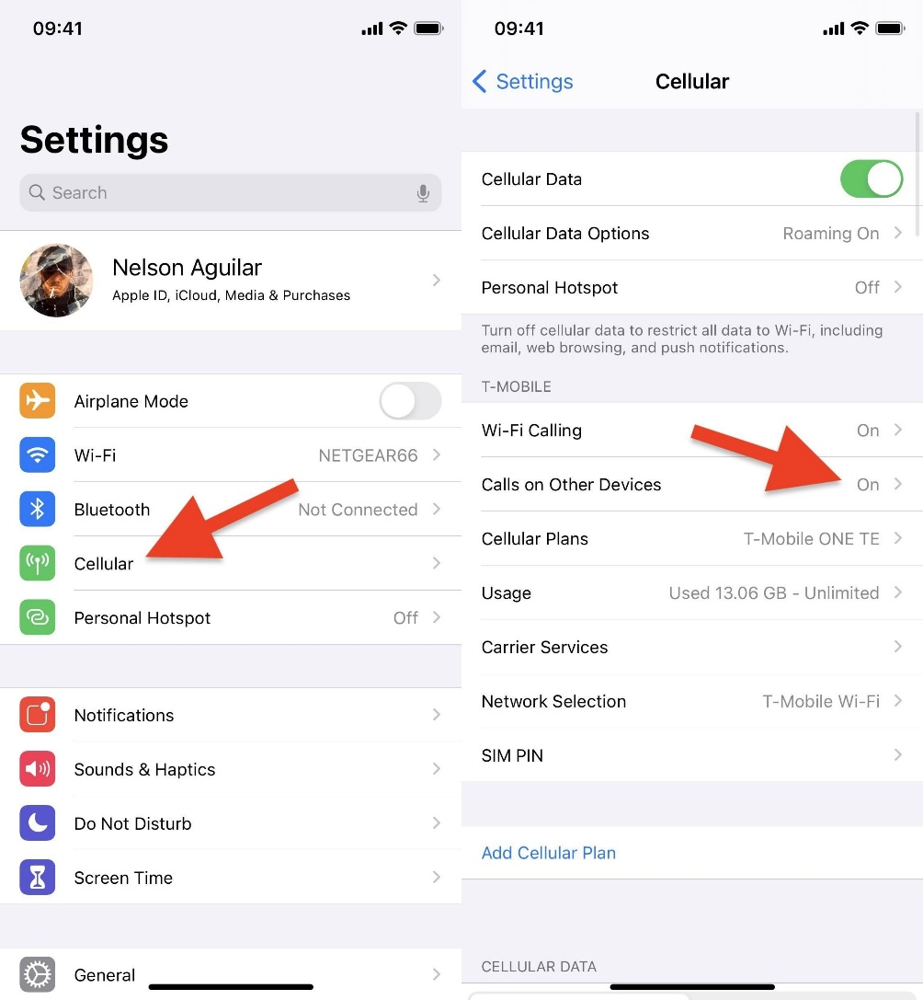 09:41
Settings
Search
Nelson Aguilar
Apple ID, iCloud, Media & Purchases
Airplane Mode
Wi-Fi NETGEAR66
Bluetooth Not Connected
Cellular
Personal Hotspot Off
Notifications
Sounds & Haptics
Do Not Disturb
Screen Time
General
09:41
Settings Cellular
Cellular Data
Cellular Data Options Roaming On
Personal Hotspot Off
Turn off cellular data to restrict all data to Wi-Fi, including
email, web browsing, and push notifications.
T-MOBILE
Wi-Fi Calling On
Calls on Other Devices On
Cellular Plans T-Mobile ONE TE
Usage Used 13.06 GB - Unlimited
Carrier Services
Network Selection T-Mobile Wi-Fi
SIM PIN
Add Cellular Plan
CELLULAR DATA